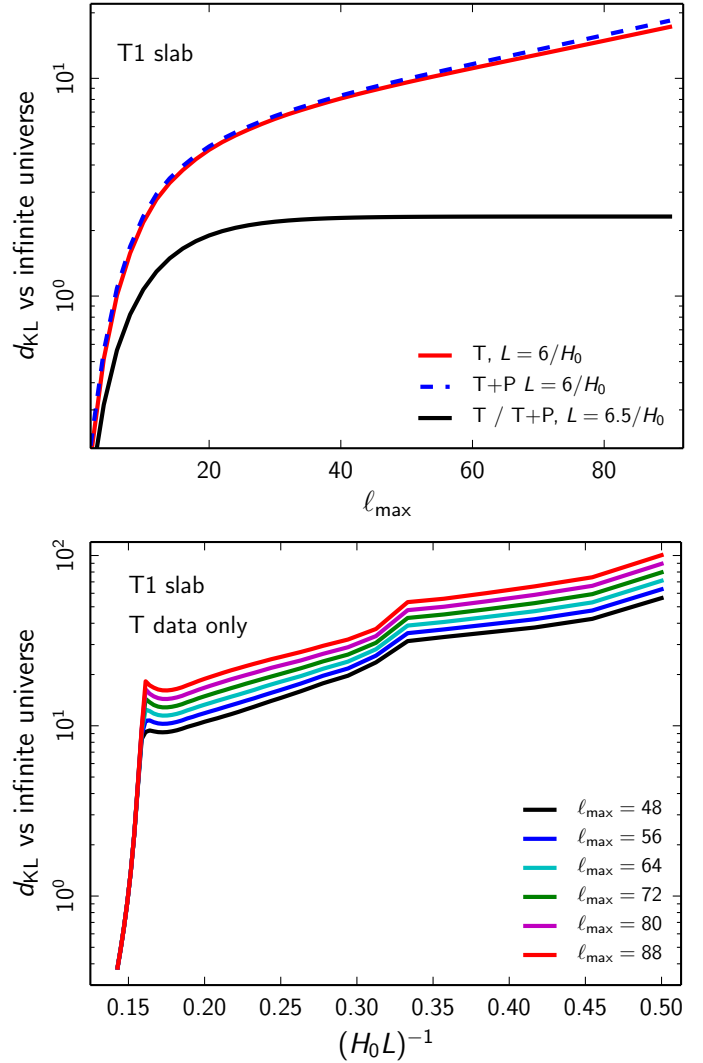 T1 slab
d_KL vs infinite universe
10^1
10^0
T, L = 6/H_0
T+P L = 6/H_0
T / T+P, L = 6.5/H_0
20 40 60 80
ℓ_max
T1 slab
T data only
d_KL vs infinite universe
10^2
10^1
10^0
ℓ_max = 48
ℓ_max = 56
ℓ_max = 64
ℓ_max = 72
ℓ_max = 80
ℓ_max = 88
0.15 0.20 0.25 0.30 0.35 0.40 0.45 0.50
(H_0L)^{-1}